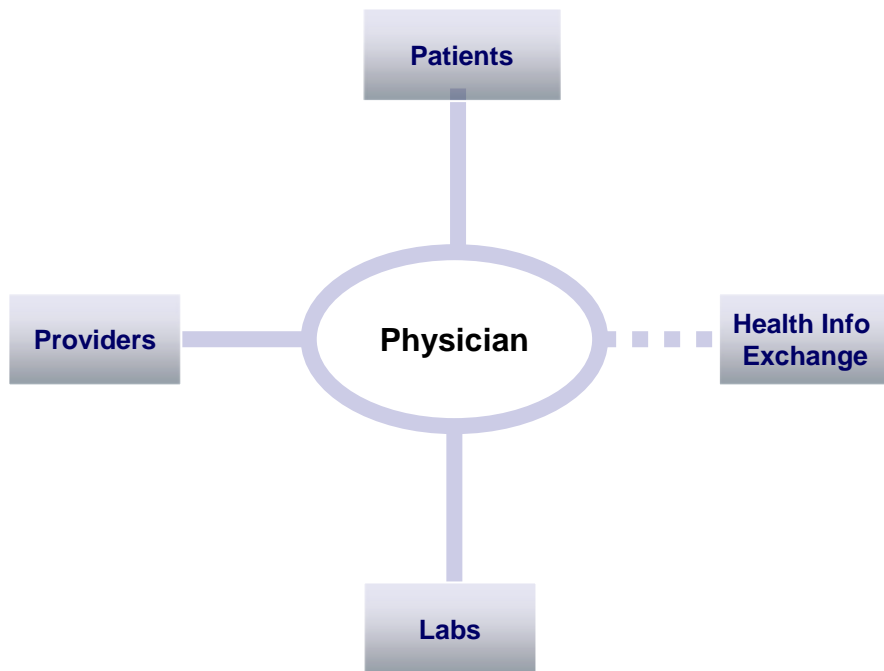 Patients
Providers
Physician
Health Info
Exchange
Labs